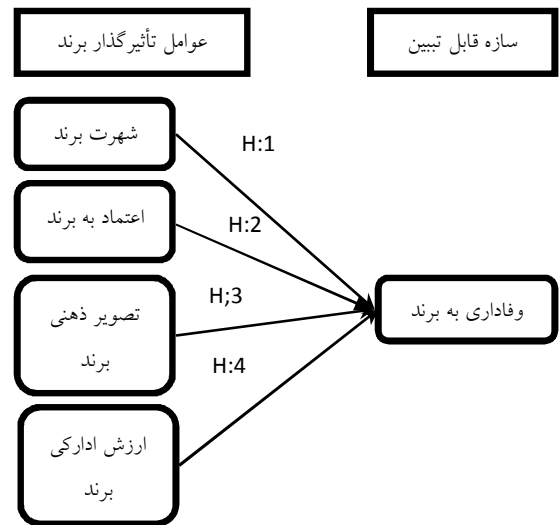 سازه قابل تبیین
عوامل تأثیرگذار برند
شهرت برند
H:1
اعتماد به برند
H:2
تصویر ذهنی
برند
H;3
وفاداری به برند
H:4
ارزش ادارکی
برند